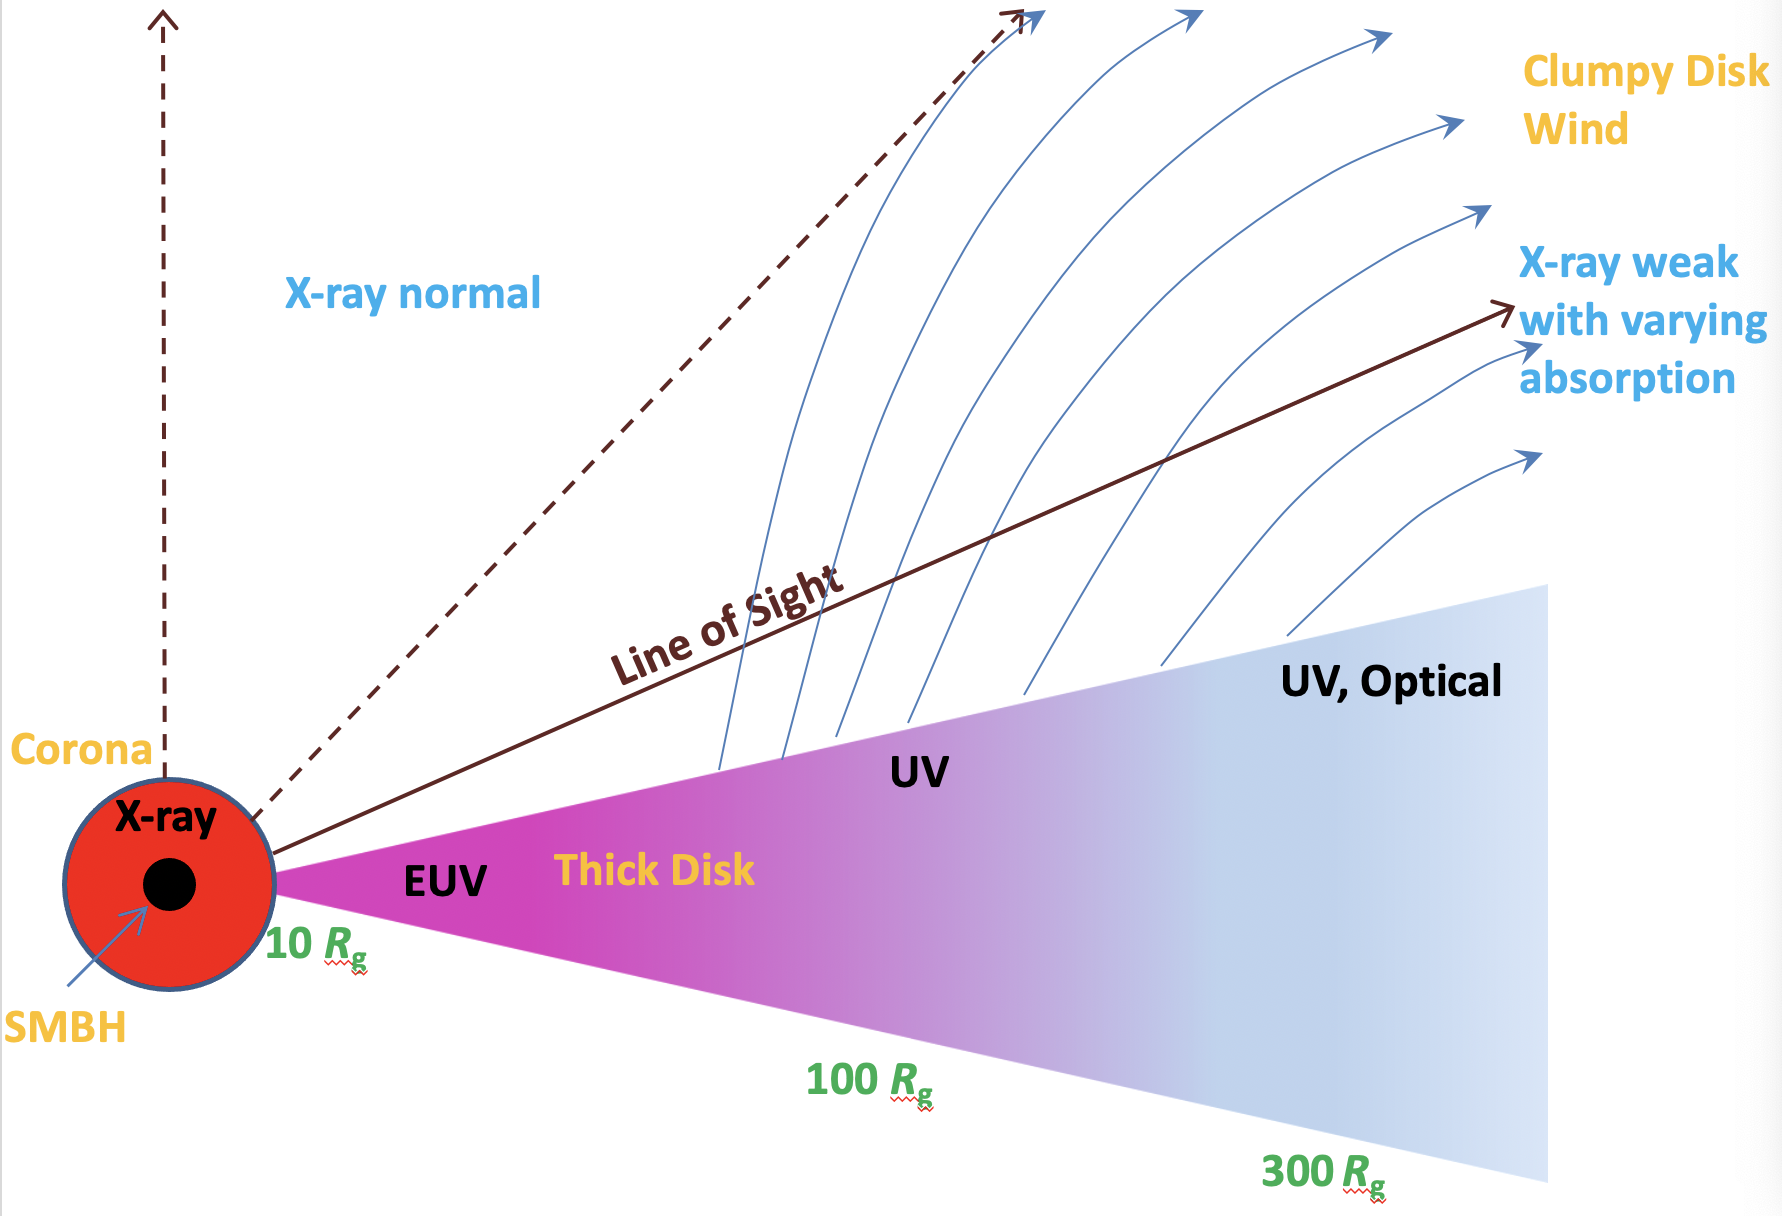 Clumpy Disk
Wind
X-ray weak
with varying
absorption
X-ray normal
Line of Sight
UV, Optical
Corona
UV
X-ray
Thick Disk
EUV
10 Rg
SMBH
100 Rg
300 Rg